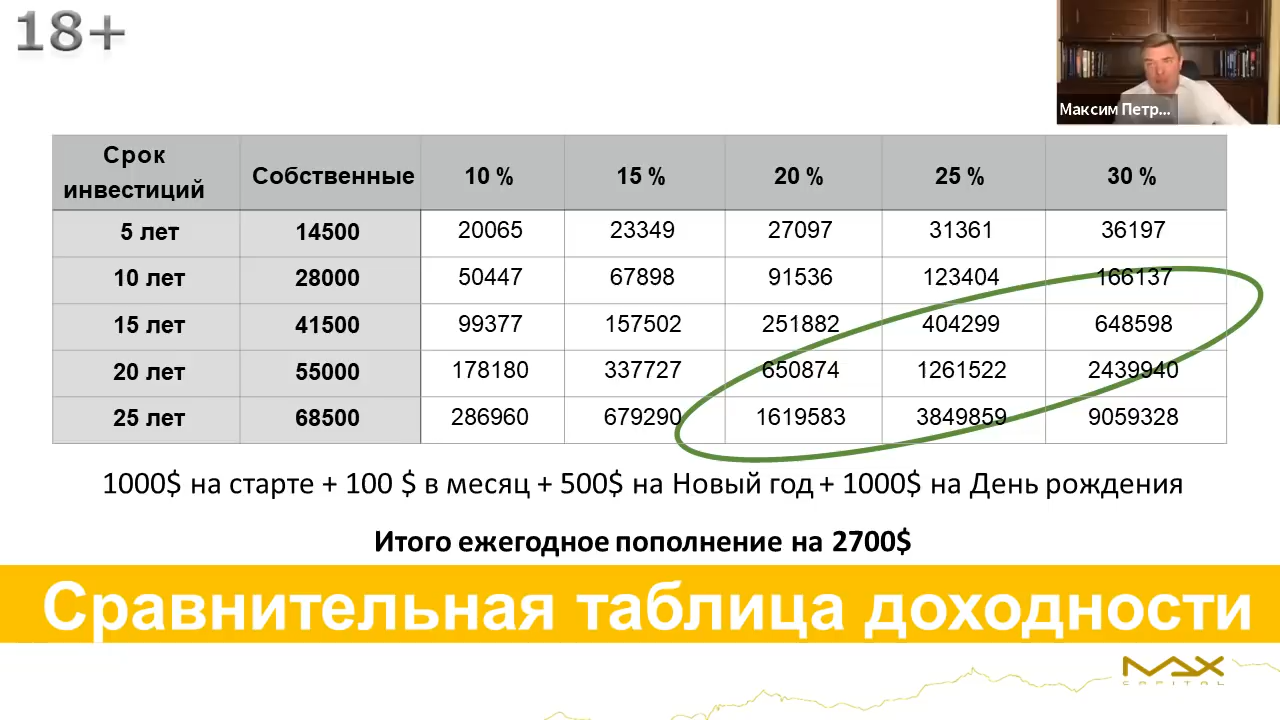 18+
Максим Петр...
Срок инвестиций Собственные 10 % 15 % 20 % 25 % 30 %
5 лет 14500 20065 23349 27097 31361 36197
10 лет 28000 50447 67898 91536 123404 166137
15 лет 41500 99377 157502 251882 404299 648598
20 лет 55000 178180 337727 650874 1261522 2439940
25 лет 68500 286960 679290 1619583 3849859 9059328
1000$ на старте + 100 $ в месяц + 500$ на Новый год + 1000$ на День рождения
Итого ежегодное пополнение на 2700$
Сравнительная таблица доходности
MAX
CAPITAL